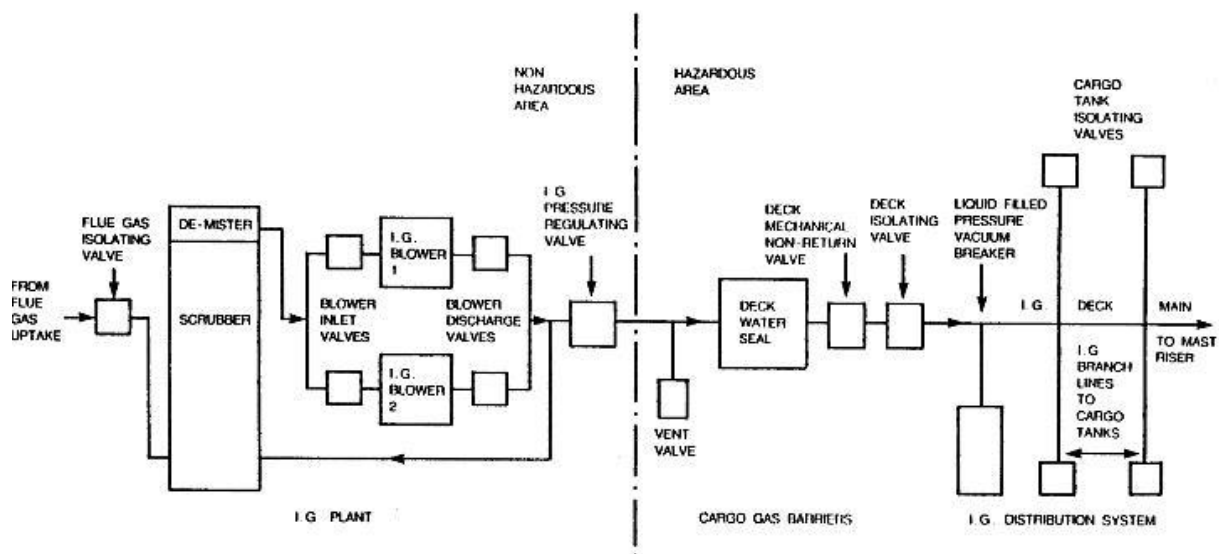 NON
HAZARDOUS
AREA
HAZARDOUS
AREA
CARGO
TANK
ISOLATING
VALVES
FLUE GAS
ISOLATING
VALVE
DE-MISTER
I.G.
BLOWER
1
I.G
PRESSURE
REGULATING
VALVE
DECK
MECHANICAL
NON-RETURN
VALVE
DECK
ISOLATING
VALVE
LIQUID FILLED
PRESSURE
VACUUM
BREAKER
FROM
FLUE
GAS
UPTAKE
SCRUBBER
BLOWER
INLET
VALVES
BLOWER
DISCHARGE
VALVES
DECK
WATER
SEAL
I.G.
DECK
MAIN
TO MAST
RISER
I.G.
BLOWER
2
VENT
VALVE
I.G
BRANCH
LINES
TO
CARGO
TANKS
I.G. PLANT
CARGO GAS BARRIERS
I.G. DISTRIBUTION SYSTEM